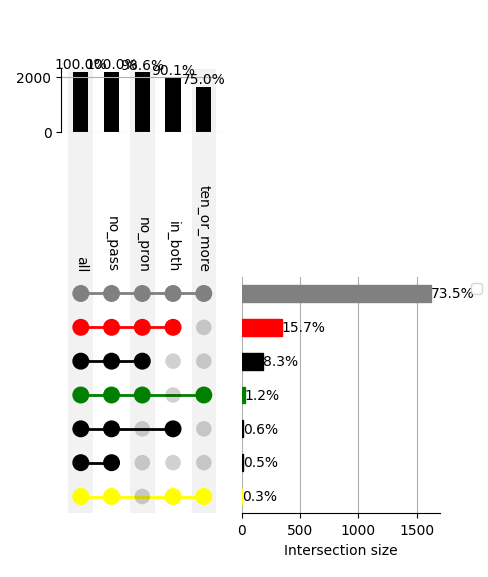 100.0% 100.0% 98.6% 90.1% 75.0%
2000
0
all no_pass no_pron in_both ten_or_more
73.5%
15.7%
8.3%
1.2%
0.6%
0.5%
0.3%
0 500 1000 1500
Intersection size